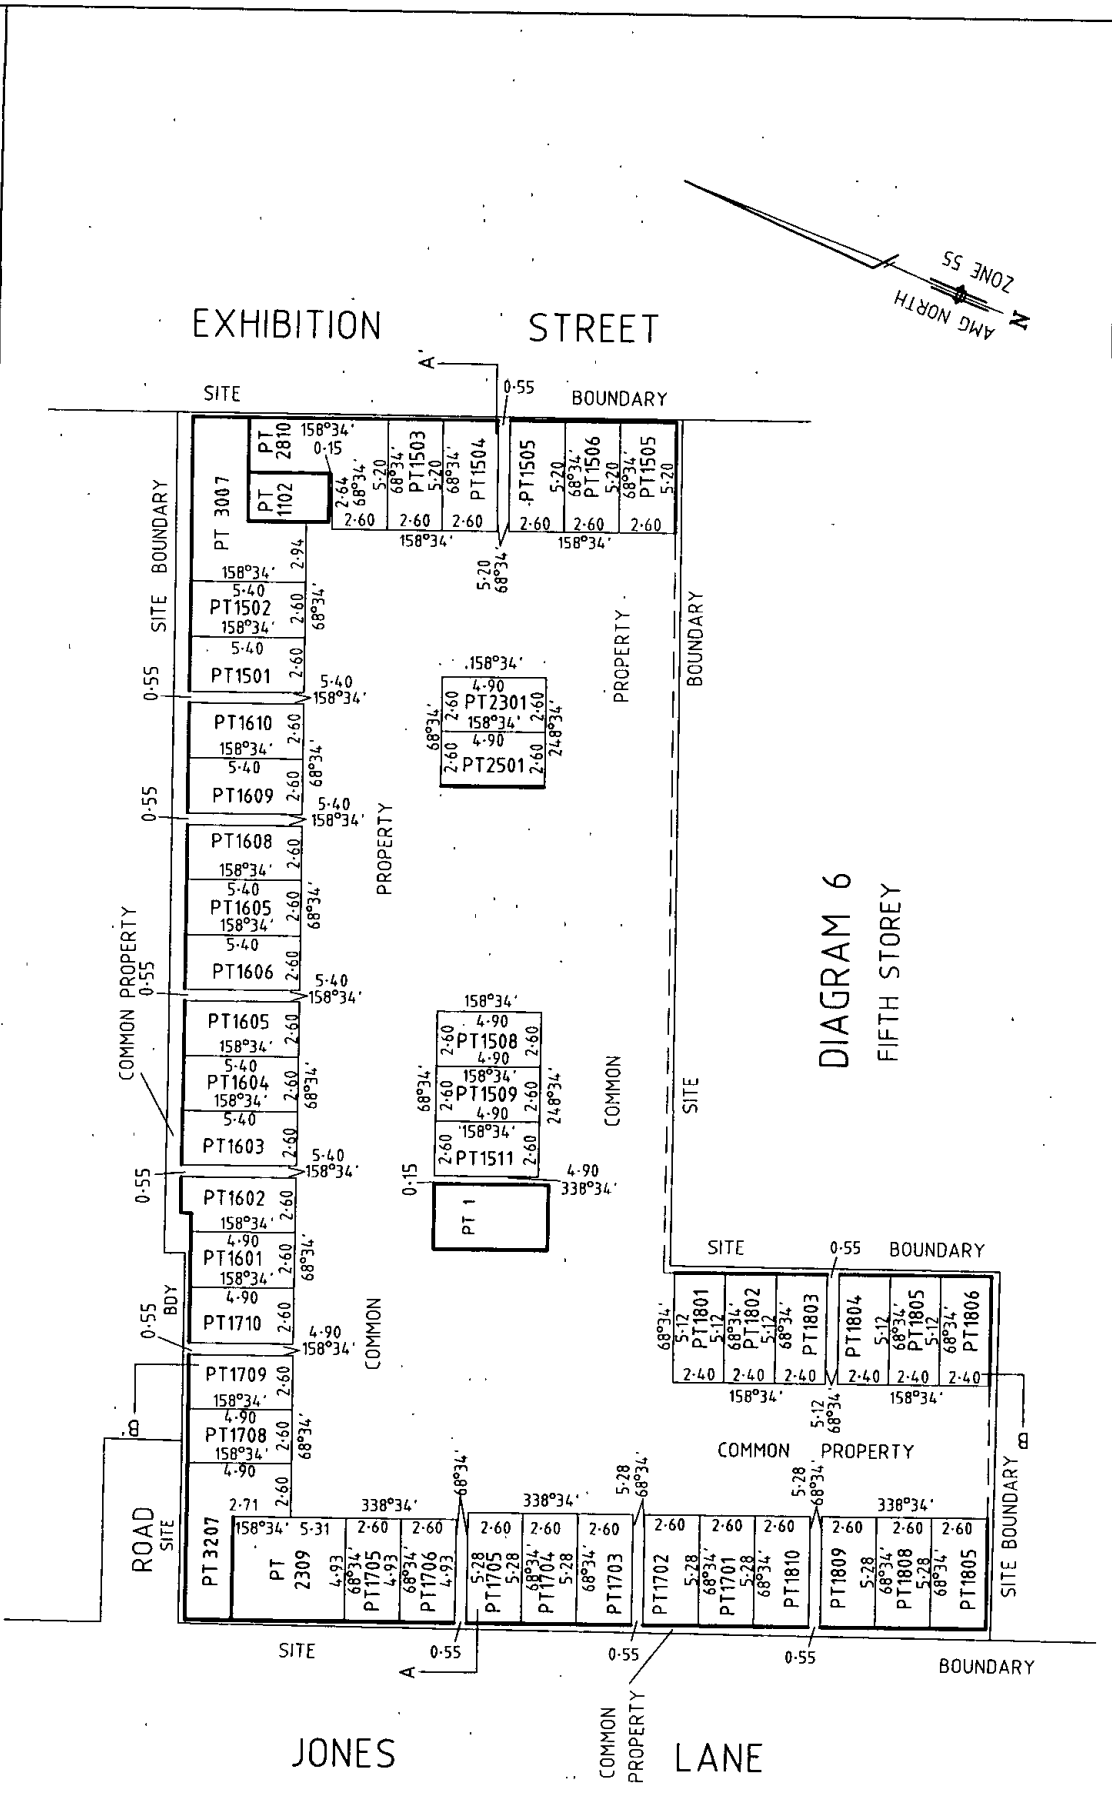 EXHIBITION STREET
ZONE 55
AMG NORTH
N
A'
0·55
SITE
BOUNDARY
PT 2810
158°34'
0·15
PT 1102
PT 3007
2·64
68°34'
5·20
68°34'
PT1503
5·20
68°34'
PT1504
PT1505
5·20
68°34'
PT1506
5·20
68°34'
PT1505
5·20
2·60
2·60
2·60
2·60
2·60
2·60
158°34'
158°34'
5·20
68°34'
SITE BOUNDARY
2·94
158°34'
5·40
PT1502
2·60
68°34'
158°34'
5·40
PT1501
2·60
0·55
5·40
158°34'
PT1610
2·60
158°34'
68°34'
5·40
PT1609
2·60
0·55
5·40
158°34'
PT1608
2·60
158°34'
5·40
PT1605
2·60
68°34'
158°34'
5·40
PT1606
2·60
0·55
5·40
158°34'
PT1605
2·60
158°34'
5·40
PT1604
2·60
68°34'
158°34'
5·40
PT1603
2·60
0·55
5·40
158°34'
PT1602
2·60
158°34'
4·90
PT1601
2·60
68°34'
158°34'
4·90
PT1710
2·60
BDY
0·55
4·90
158°34'
PT1709
2·60
158°34'
4·90
PT1708
2·60
68°34'
158°34'
4·90
2·60
COMMON PROPERTY
PROPERTY
COMMON
158°34'
4·90
2·60
PT2301
2·60
158°34'
68°34'
248°34'
4·90
2·60
PT2501
2·60
PROPERTY
BOUNDARY
COMMON
SITE
158°34'
4·90
2·60
PT1508
2·60
4·90
158°34'
68°34'
2·60
PT1509
2·60
248°34'
4·90
158°34'
2·60
PT1511
2·60
0·15
4·90
338°34'
PT 1
DIAGRAM 6
FIFTH STOREY
SITE
0·55
BOUNDARY
68°34'
5·12
PT1801
5·12
68°34'
PT1802
5·12
68°34'
PT1803
PT1804
5·12
68°34'
PT1805
5·12
68°34'
PT1806
2·40
2·40
2·40
2·40
2·40
2·40
158°34'
158°34'
5·12
68°34'
B'
B
COMMON PROPERTY
ROAD
SITE
PT3207
2·71
158°34'
5·31
PT 2309
338°34'
2·60
2·60
4·93
68°34'
PT1705
4·93
68°34'
PT1706
4·93
68°34'
338°34'
2·60
2·60
2·60
PT1705
5·28
5·28
68°34'
PT1704
5·28
68°34'
PT1703
5·28
68°34'
2·60
2·60
2·60
PT1702
5·28
68°34'
PT1701
5·28
68°34'
PT1810
5·28
68°34'
338°34'
2·60
2·60
2·60
PT1809
5·28
68°34'
PT1808
5·28
68°34'
PT1805
SITE BOUNDARY
SITE
A
0·55
0·55
0·55
BOUNDARY
COMMON PROPERTY
JONES LANE